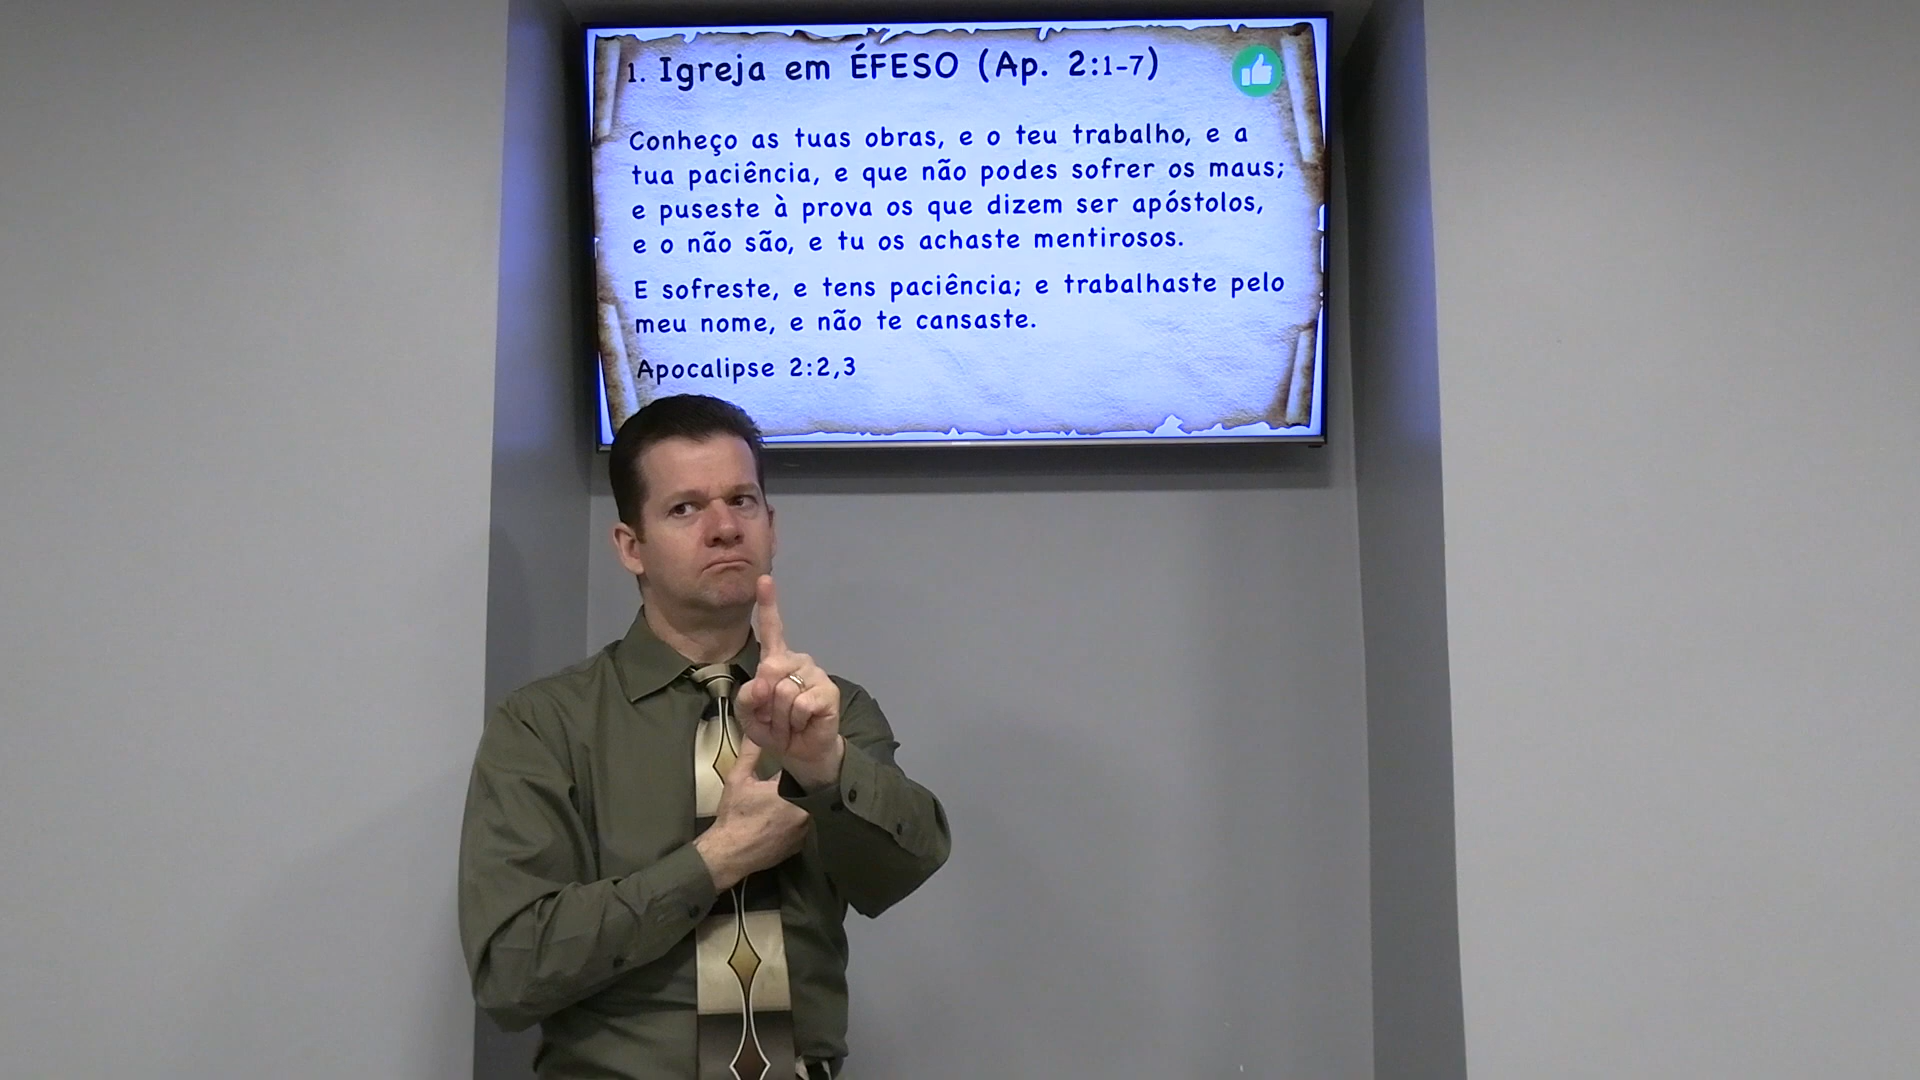 1. Igreja em ÉFESO (Ap. 2:1-7)
Conheço as tuas obras, e o teu trabalho, e a
tua paciência, e que não podes sofrer os maus;
e puseste à prova os que dizem ser apóstolos,
e o não são, e tu os achaste mentirosos.
E sofreste, e tens paciência; e trabalhaste pelo
meu nome, e não te cansaste.
Apocalipse 2:2,3